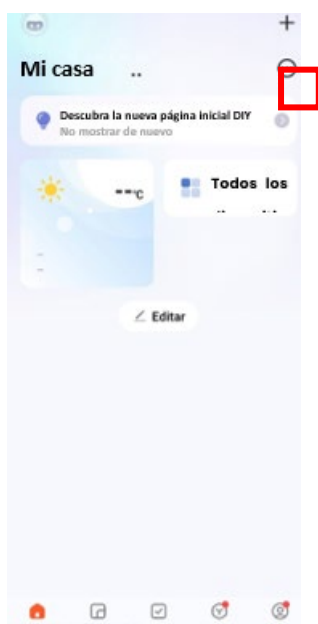 Mi casa ..
Descubra la nueva página inicial DIY
No mostrar de nuevo
--°C
Todos los
Editar